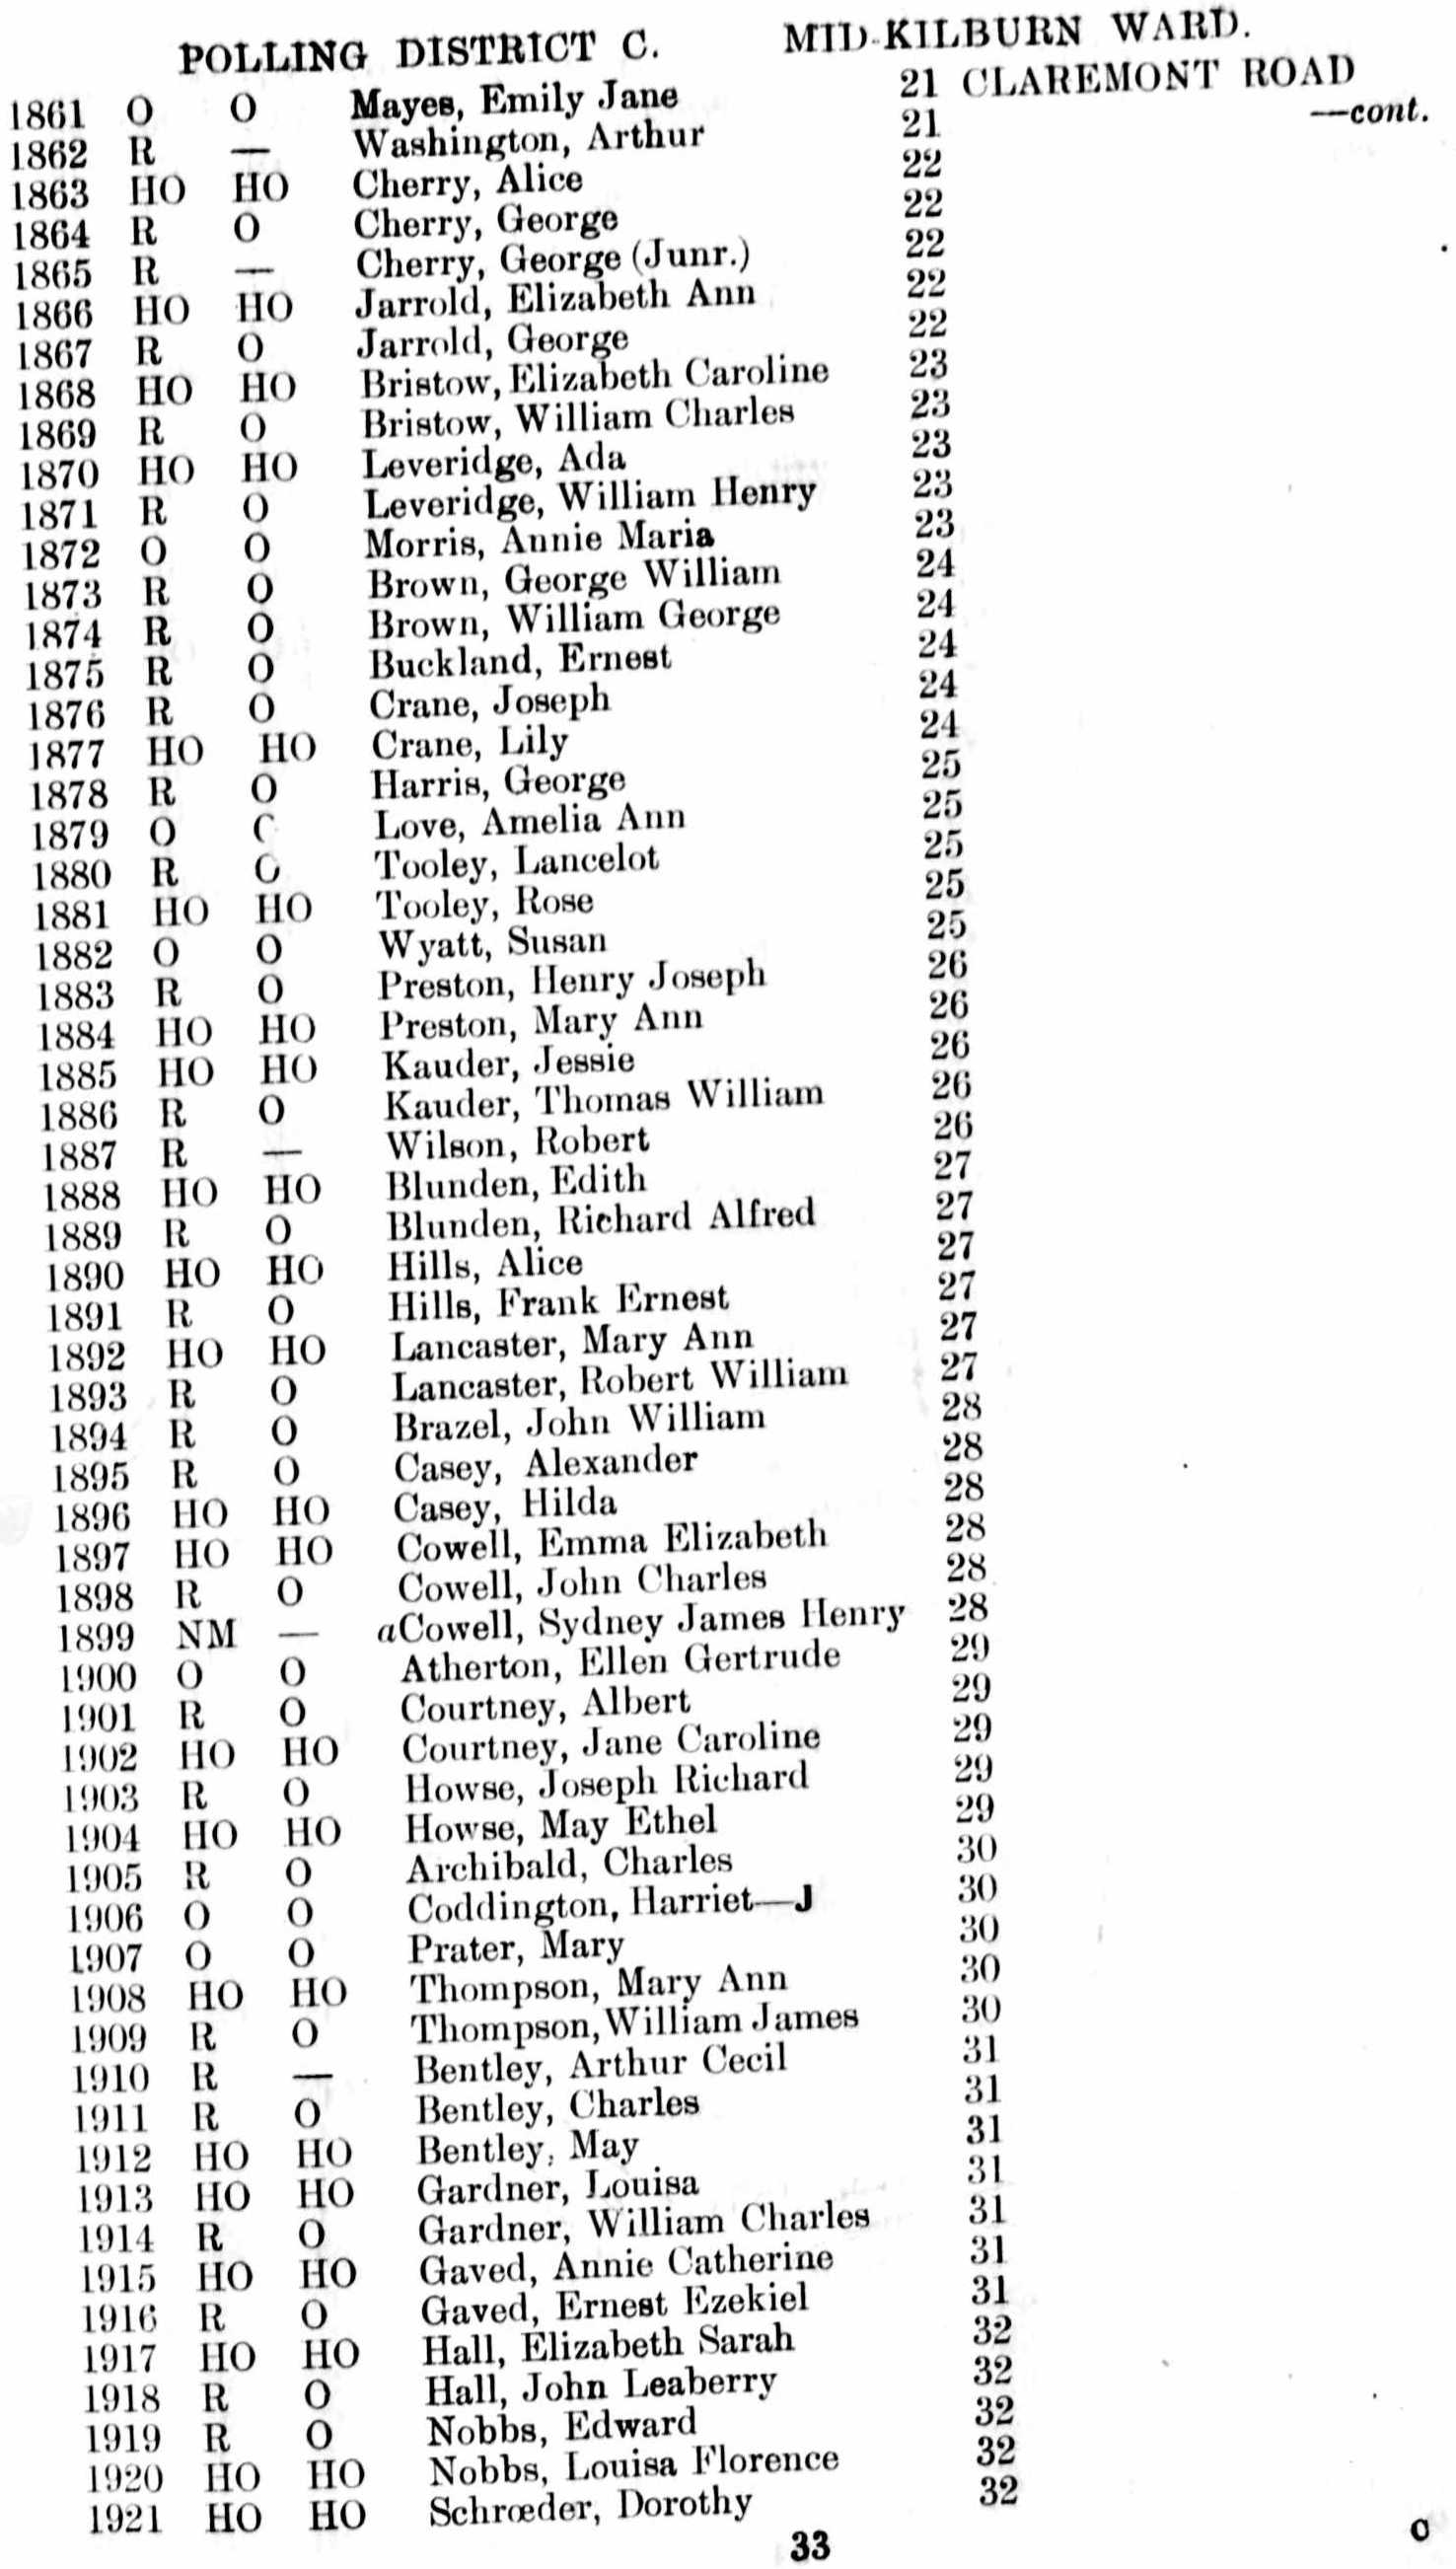 POLLING DISTRICT C. MID-KILBURN WARD.
1861 O O Mayes, Emily Jane 21 CLAREMONT ROAD
1862 R — Washington, Arthur 21 —cont.
1863 HO HO Cherry, Alice 22
1864 R O Cherry, George 22
1865 R — Cherry, George (Junr.) 22
1866 HO HO Jarrold, Elizabeth Ann 22
1867 R O Jarrold, George 22
1868 HO HO Bristow, Elizabeth Caroline 23
1869 R O Bristow, William Charles 23
1870 HO HO Leveridge, Ada 23
1871 R O Leveridge, William Henry 23
1872 O O Morris, Annie Maria 23
1873 R O Brown, George William 24
1874 R O Brown, William George 24
1875 R O Buckland, Ernest 24
1876 R O Crane, Joseph 24
1877 HO HO Crane, Lily 24
1878 R O Harris, George 25
1879 O O Love, Amelia Ann 25
1880 R O Tooley, Lancelot 25
1881 HO HO Tooley, Rose 25
1882 O O Wyatt, Susan 25
1883 R O Preston, Henry Joseph 26
1884 HO HO Preston, Mary Ann 26
1885 HO HO Kauder, Jessie 26
1886 R O Kauder, Thomas William 26
1887 R — Wilson, Robert 26
1888 HO HO Blunden, Edith 27
1889 R O Blunden, Richard Alfred 27
1890 HO HO Hills, Alice 27
1891 R O Hills, Frank Ernest 27
1892 HO HO Lancaster, Mary Ann 27
1893 R O Lancaster, Robert William 27
1894 R O Brazel, John William 28
1895 R O Casey, Alexander 28
1896 HO HO Casey, Hilda 28
1897 HO HO Cowell, Emma Elizabeth 28
1898 R O Cowell, John Charles 28
1899 NM — aCowell, Sydney James Henry 28
1900 O O Atherton, Ellen Gertrude 29
1901 R O Courtney, Albert 29
1902 HO HO Courtney, Jane Caroline 29
1903 R O Howse, Joseph Richard 29
1904 HO HO Howse, May Ethel 29
1905 R O Archibald, Charles 30
1906 O O Coddington, Harriet—J 30
1907 O O Prater, Mary 30
1908 HO HO Thompson, Mary Ann 30
1909 R O Thompson, William James 30
1910 R — Bentley, Arthur Cecil 31
1911 R O Bentley, Charles 31
1912 HO HO Bentley, May 31
1913 HO HO Gardner, Louisa 31
1914 R O Gardner, William Charles 31
1915 HO HO Gaved, Annie Catherine 31
1916 R O Gaved, Ernest Ezekiel 31
1917 HO HO Hall, Elizabeth Sarah 32
1918 R O Hall, John Leaberry 32
1919 R O Nobbs, Edward 32
1920 HO HO Nobbs, Louisa Florence 32
1921 HO HO Schrœder, Dorothy 32
33 C